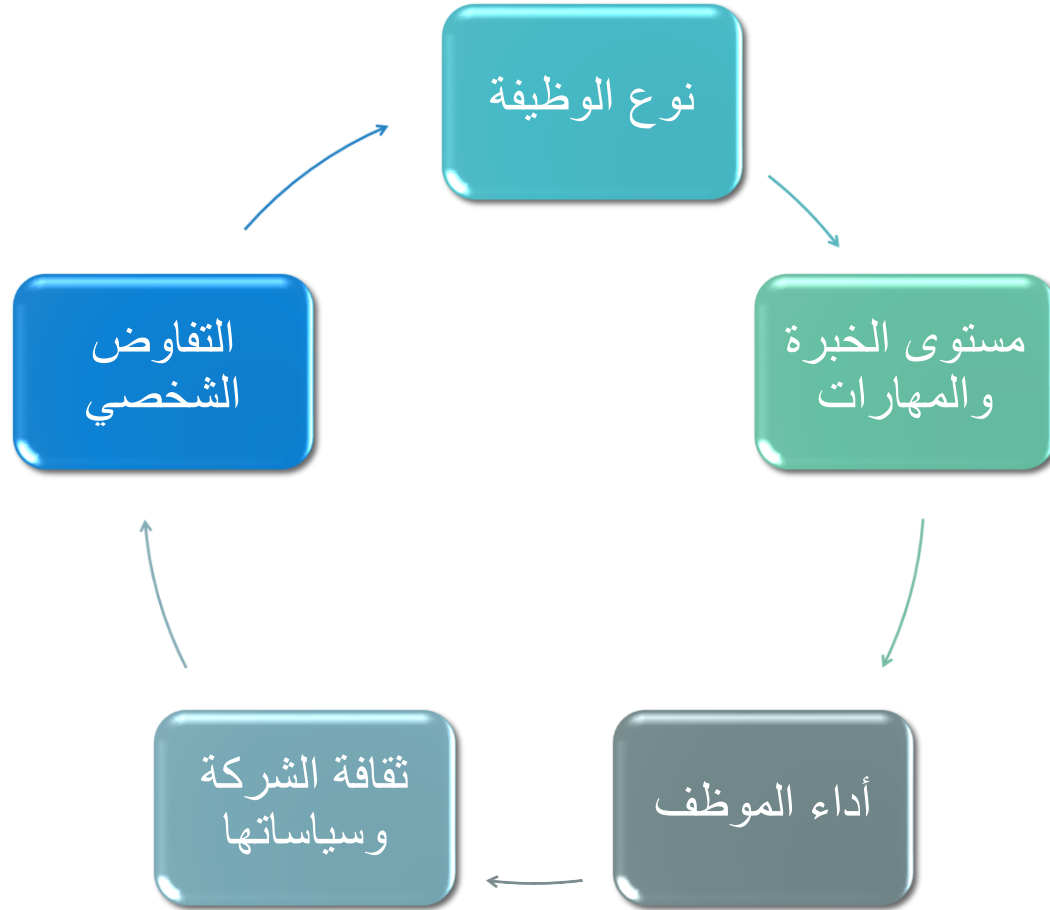 نوع الوظيفة
مستوى الخبرة
والمهارات
أداء الموظف
ثقافة الشركة
وسياساتها
التفاوض
الشخصي